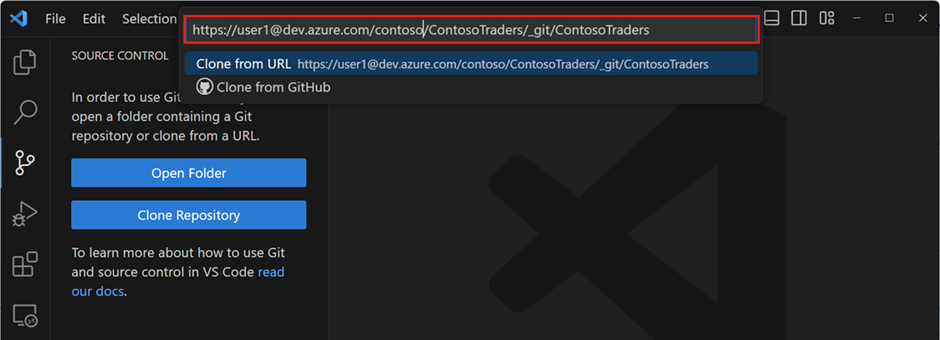 File Edit Selection
https://user1@dev.azure.com/contoso/ContosoTraders/_git/ContosoTraders
Clone from URL https://user1@dev.azure.com/contoso/ContosoTraders/_git/ContosoTraders
Clone from GitHub
SOURCE CONTROL
In order to use Git
open a folder containing a Git
repository or clone from a URL.
Open Folder
Clone Repository
To learn more about how to use Git
and source control in VS Code read
our docs.